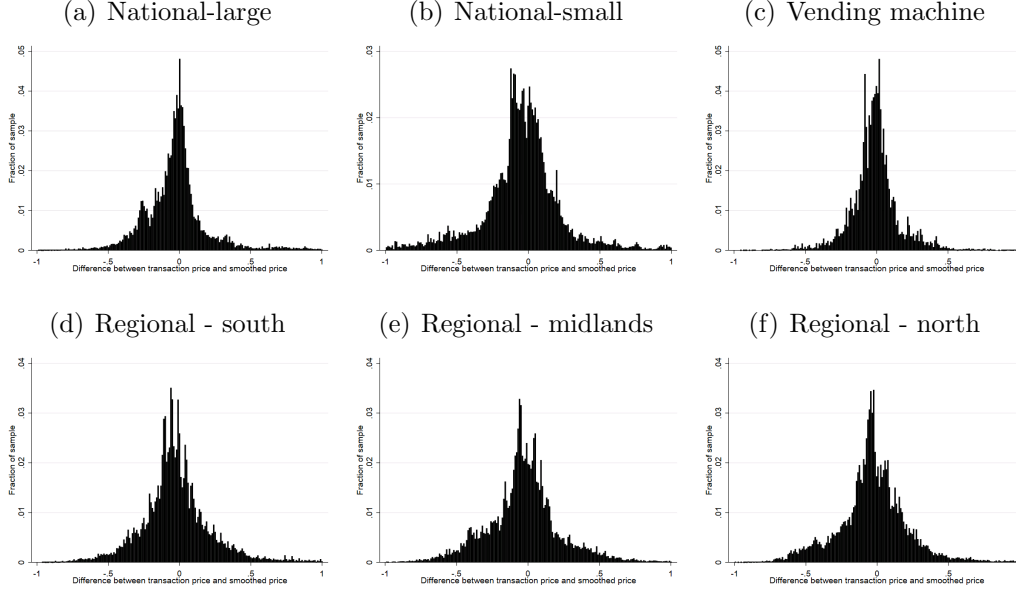 (a) National-large
(b) National-small
(c) Vending machine
Fraction of sample
0 .01 .02 .03 .04 .05
-1 -.5 0 .5 1
Difference between transaction price and smoothed price
Fraction of sample
0 .01 .02 .03
-1 -.5 0 .5 1
Difference between transaction price and smoothed price
Fraction of sample
0 .01 .02 .03 .04 .05
-1 -.5 0 .5
Difference between transaction price and smoothed price
(d) Regional - south
(e) Regional - midlands
(f) Regional - north
Fraction of sample
0 .01 .02 .03 .04
-1 -.5 0 .5 1
Difference between transaction price and smoothed price
Fraction of sample
0 .01 .02 .03 .04
-1 -.5 0 .5 1
Difference between transaction price and smoothed price
Fraction of sample
0 .01 .02 .03 .04
-1 -.5 0 .5
Difference between transaction price and smoothed price